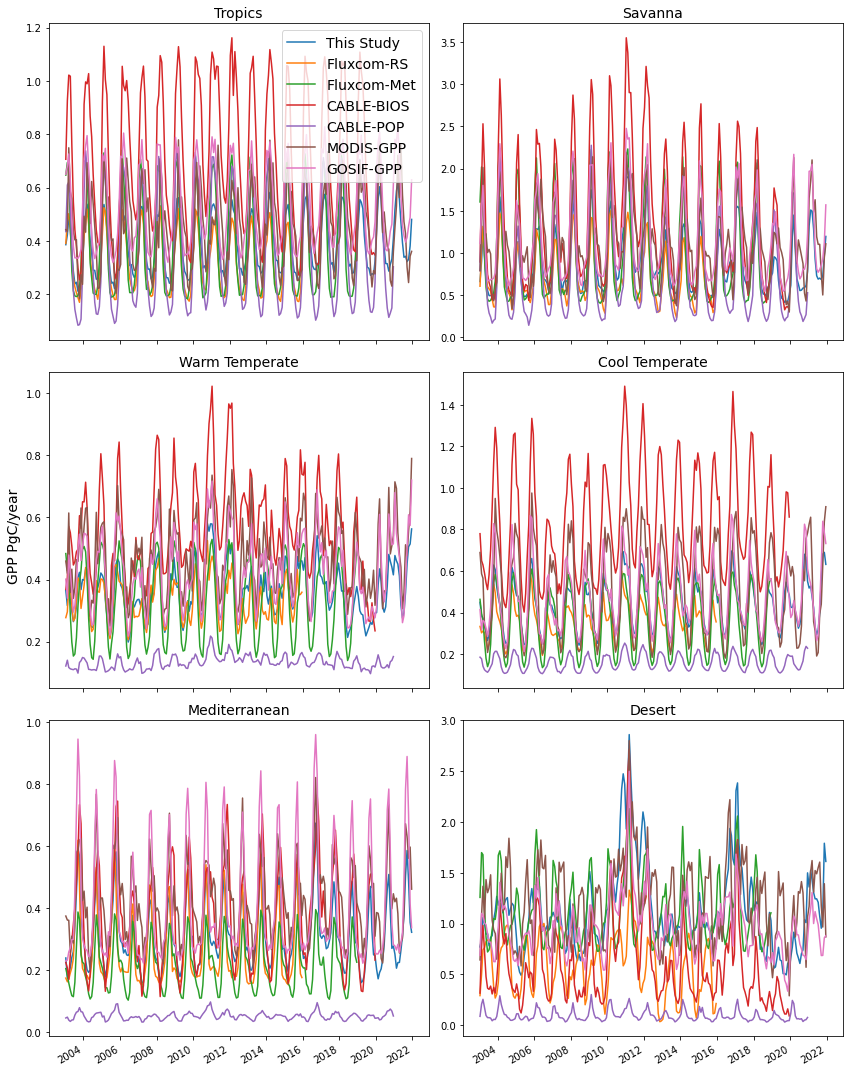 Tropics
1.2
1.0
0.8
0.6
0.4
0.2
This Study
Fluxcom-RS
Fluxcom-Met
CABLE-BIOS
CABLE-POP
MODIS-GPP
GOSIF-GPP
Savanna
3.5
3.0
2.5
2.0
1.5
1.0
0.5
0.0
GPP PgC/year
Warm Temperate
1.0
0.8
0.6
0.4
0.2
Cool Temperate
1.4
1.2
1.0
0.8
0.6
0.4
0.2
Mediterranean
1.0
0.8
0.6
0.4
0.2
0.0
2004 2006 2008 2010 2012 2014 2016 2018 2020 2022
Desert
3.0
2.5
2.0
1.5
1.0
0.5
0.0
2004 2006 2008 2010 2012 2014 2016 2018 2020 2022